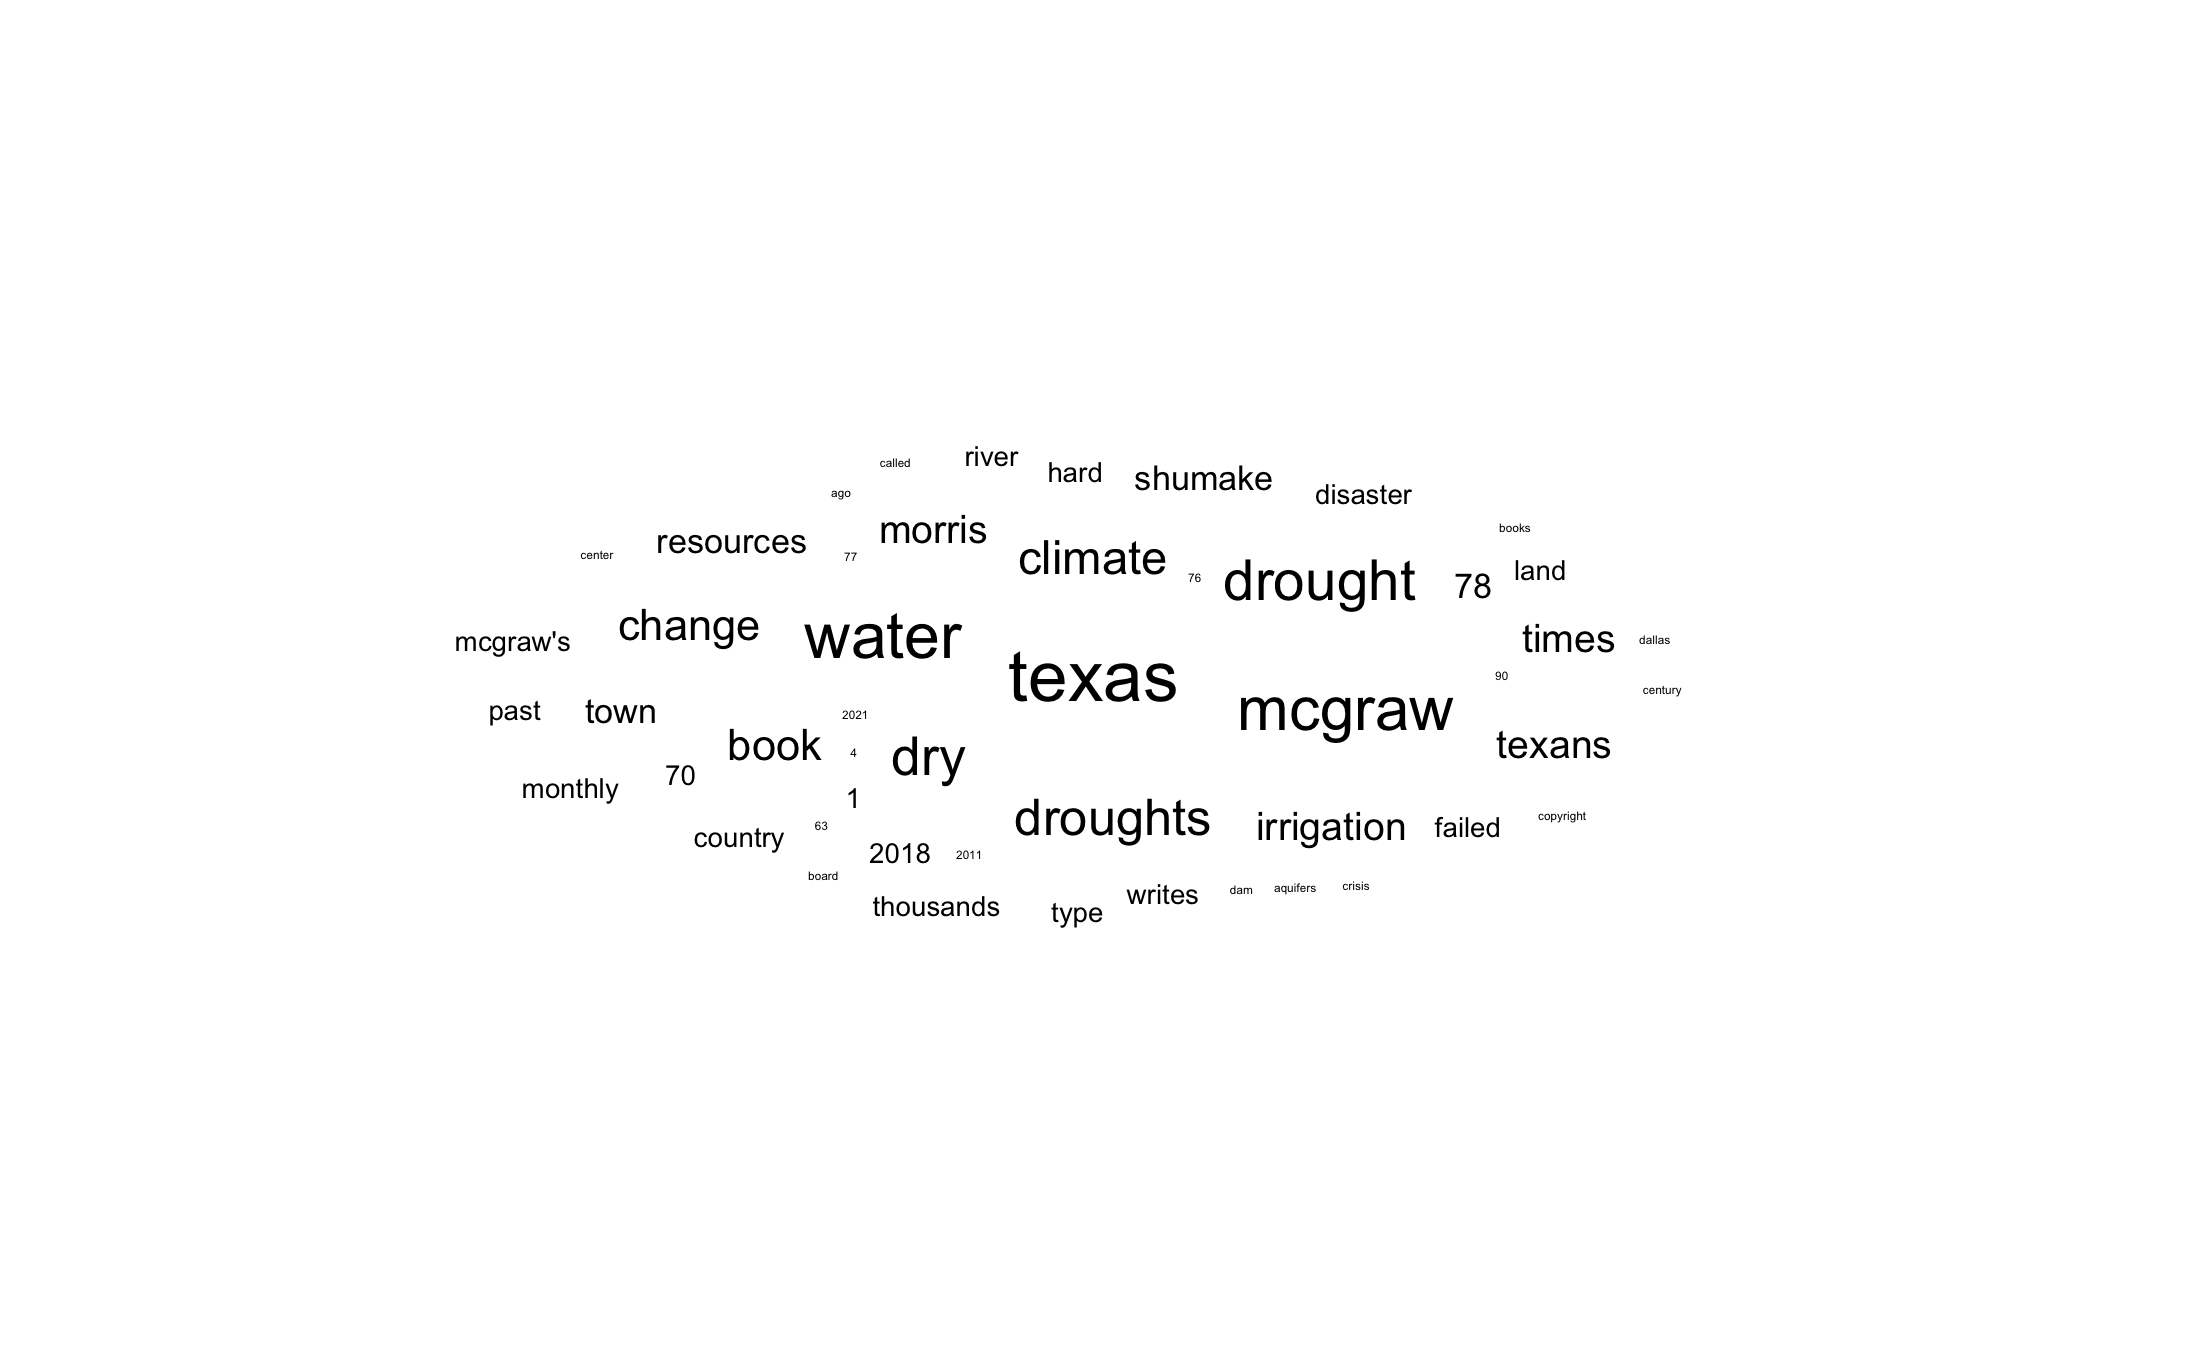 called
river
hard
shumake
disaster
ago
books
morris
resources
center
77
climate
76
drought
78
land
change
water
mcgraw's
times
dallas
texas
90
century
mcgraw
past
town
2021
book
4
dry
texans
monthly
70
1
droughts
irrigation
failed
copyright
country
63
2018
2011
board
thousands
type
writes
dam
aquifers
crisis